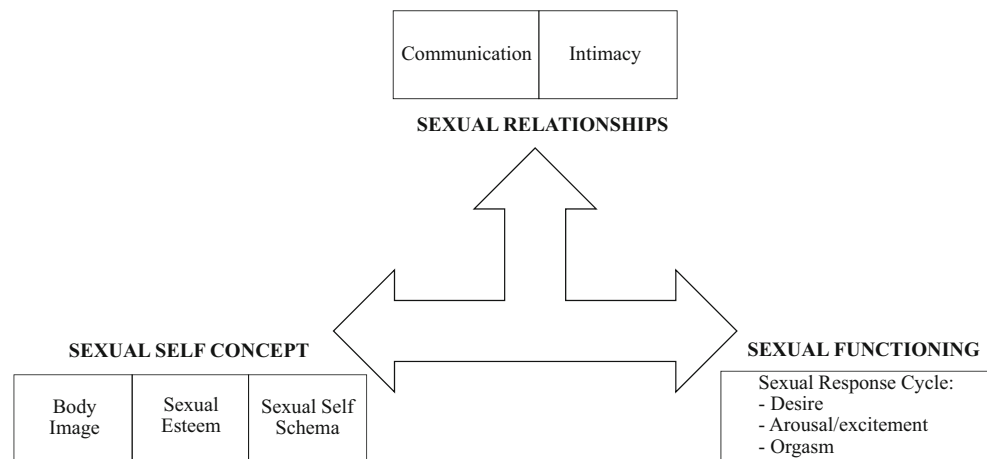 Communication
Intimacy
SEXUAL RELATIONSHIPS
SEXUAL SELF CONCEPT
Body
Image
Sexual
Esteem
Sexual Self
Schema
SEXUAL FUNCTIONING
Sexual Response Cycle:
- Desire
- Arousal/excitement
- Orgasm